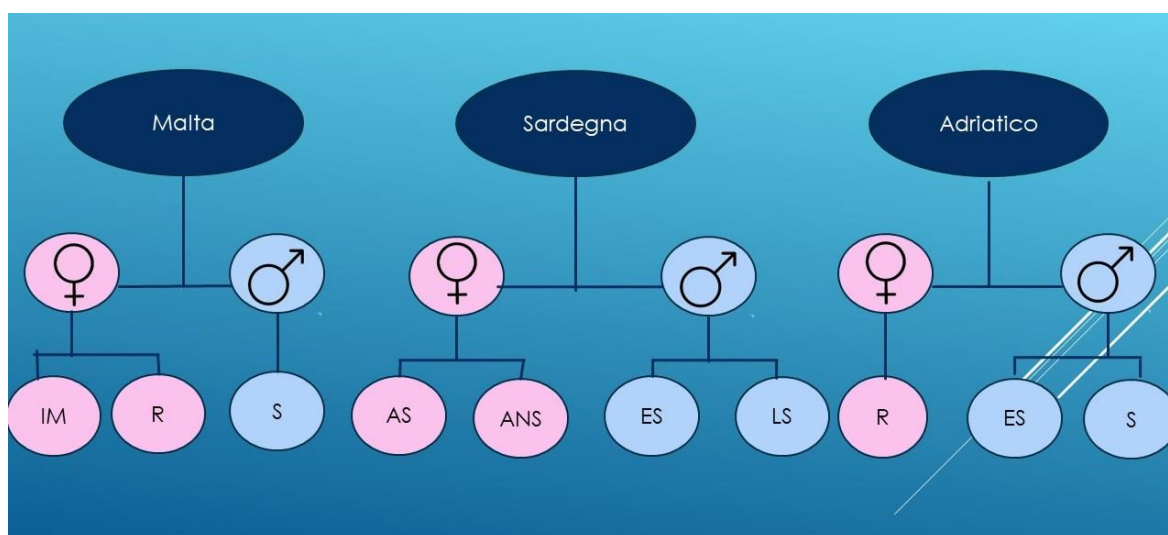 Malta
Sardegna
Adriatico
IM
R
S
AS
ANS
ES
LS
R
ES
S